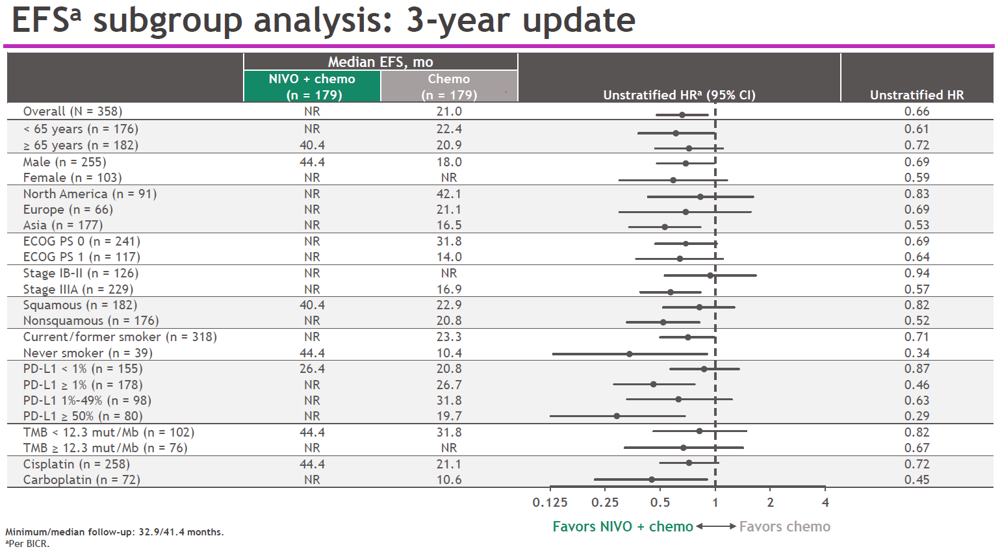 EFSᵃ subgroup analysis: 3-year update
Median EFS, mo
NIVO + chemo (n = 179) Chemo (n = 179) Unstratified HRᵃ (95% CI) Unstratified HR
Overall (N = 358) NR 21.0 0.66
< 65 years (n = 176) NR 22.4 0.61
≥ 65 years (n = 182) 40.4 20.9 0.72
Male (n = 255) 44.4 18.0 0.69
Female (n = 103) NR NR 0.59
North America (n = 91) NR 42.1 0.83
Europe (n = 66) NR 21.1 0.69
Asia (n = 177) NR 16.5 0.53
ECOG PS 0 (n = 241) NR 31.8 0.69
ECOG PS 1 (n = 117) NR 14.0 0.64
Stage IB-II (n = 126) NR NR 0.94
Stage IIIA (n = 229) NR 16.9 0.57
Squamous (n = 182) 40.4 22.9 0.82
Nonsquamous (n = 176) NR 20.8 0.52
Current/former smoker (n = 318) NR 23.3 0.71
Never smoker (n = 39) 44.4 10.4 0.34
PD-L1 < 1% (n = 155) 26.4 20.8 0.87
PD-L1 ≥ 1% (n = 178) NR 26.7 0.46
PD-L1 1%-49% (n = 98) NR 31.8 0.63
PD-L1 ≥ 50% (n = 80) NR 19.7 0.29
TMB < 12.3 mut/Mb (n = 102) 44.4 31.8 0.82
TMB ≥ 12.3 mut/Mb (n = 76) NR NR 0.67
Cisplatin (n = 258) 44.4 21.1 0.72
Carboplatin (n = 72) NR 10.6 0.45
0.125 0.25 0.5 1 2 4
Favors NIVO + chemo Favors chemo
Minimum/median follow-up: 32.9/41.4 months.
ᵃPer BICR.